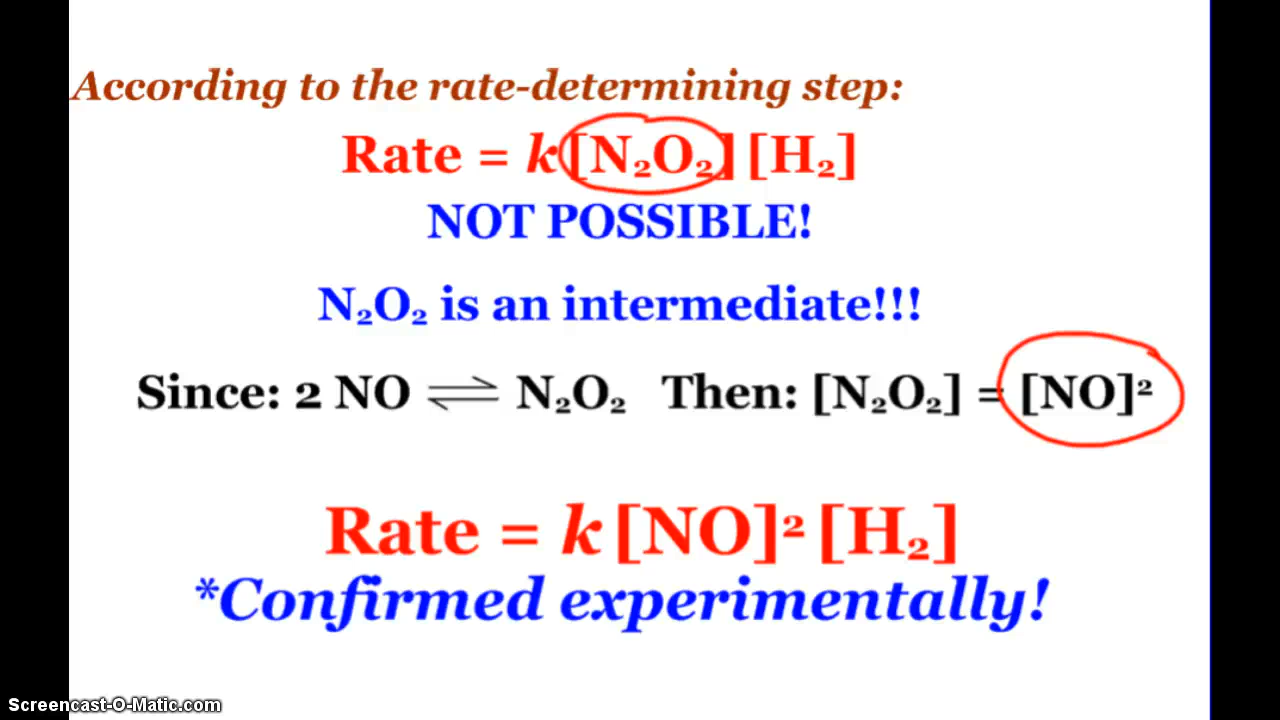 According to the rate-determining step:
Rate = k [N₂O₂] [H₂]
NOT POSSIBLE!
N₂O₂ is an intermediate!!!
Since: 2 NO ⇌ N₂O₂ Then: [N₂O₂] = [NO]²
Rate = k [NO]² [H₂]
*Confirmed experimentally!
Screencast-O-Matic.com